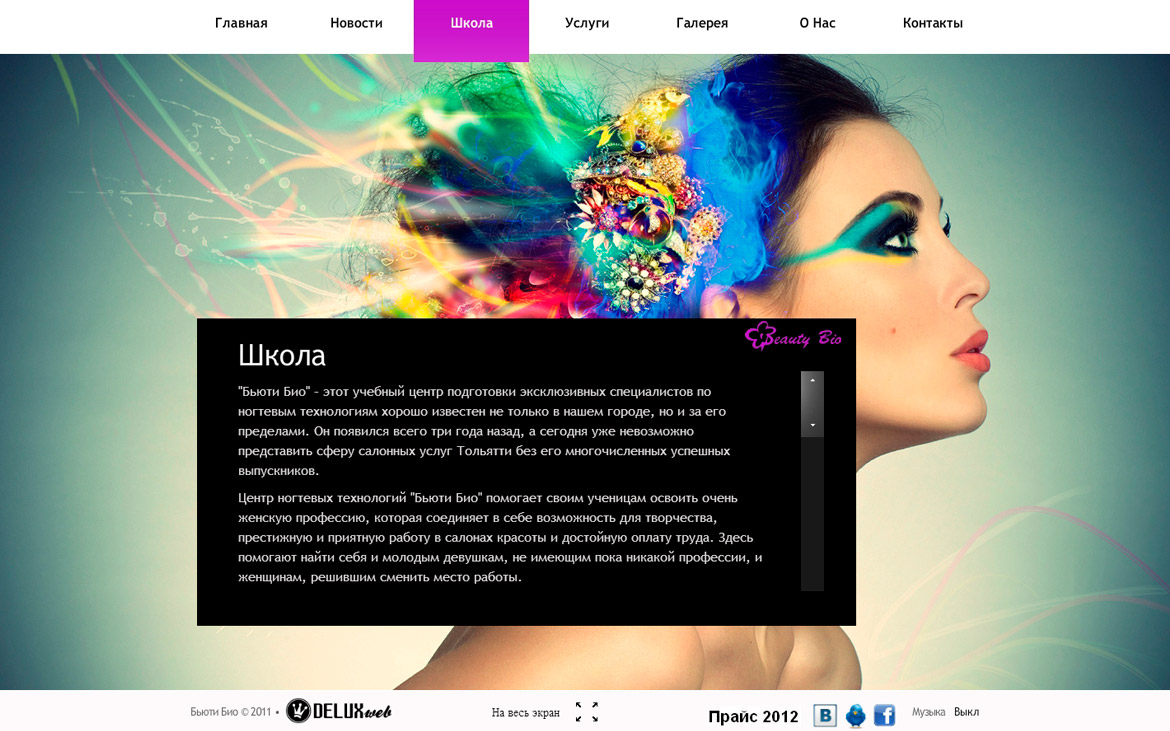 Главная Новости Школа Услуги Галерея О Нас Контакты
Beauty Bio
Школа
"Бьюти Био" - этот учебный центр подготовки эксклюзивных специалистов по
ногтевым технологиям хорошо известен не только в нашем городе, но и за его
пределами. Он появился всего три года назад, а сегодня уже невозможно
представить сферу салонных услуг Тольятти без его многочисленных успешных
выпускников.
Центр ногтевых технологий "Бьюти Био" помогает своим ученицам освоить очень
женскую профессию, которая соединяет в себе возможность для творчества,
престижную и приятную работу в салонах красоты и достойную оплату труда. Здесь
помогают найти себя и молодым девушкам, не имеющим пока никакой профессии, и
женщинам, решившим сменить место работы.
Бьюти Био © 2011 • DELUXweb На весь экран Прайс 2012 B f Музыка Выкл